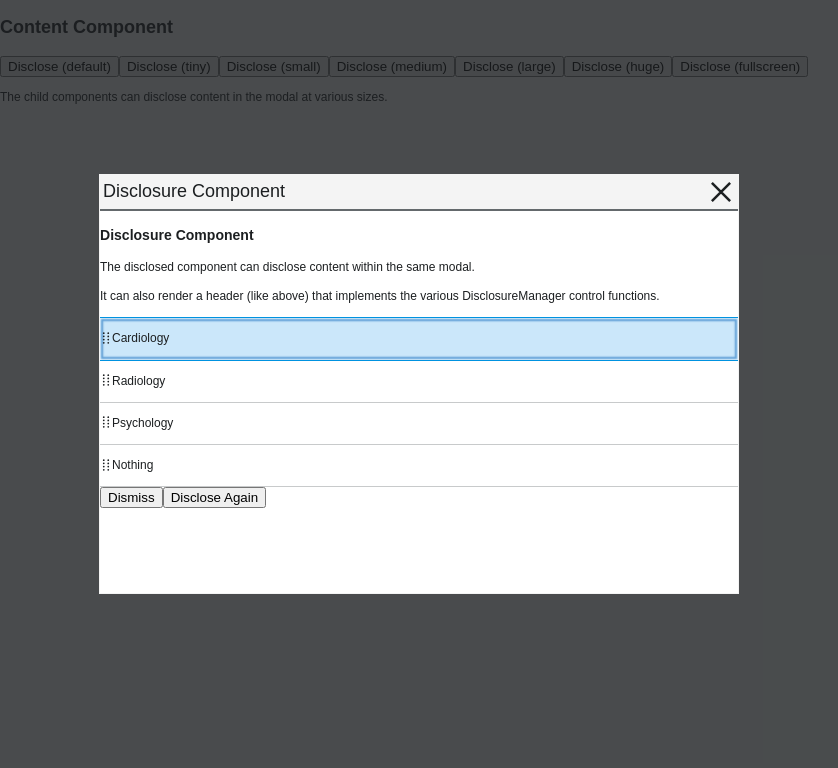 Content Component
Disclose (default) Disclose (tiny) Disclose (small) Disclose (medium) Disclose (large) Disclose (huge) Disclose (fullscreen)
The child components can disclose content in the modal at various sizes.
Disclosure Component
Disclosure Component
The disclosed component can disclose content within the same modal.
It can also render a header (like above) that implements the various DisclosureManager control functions.
Cardiology
Radiology
Psychology
Nothing
Dismiss Disclose Again